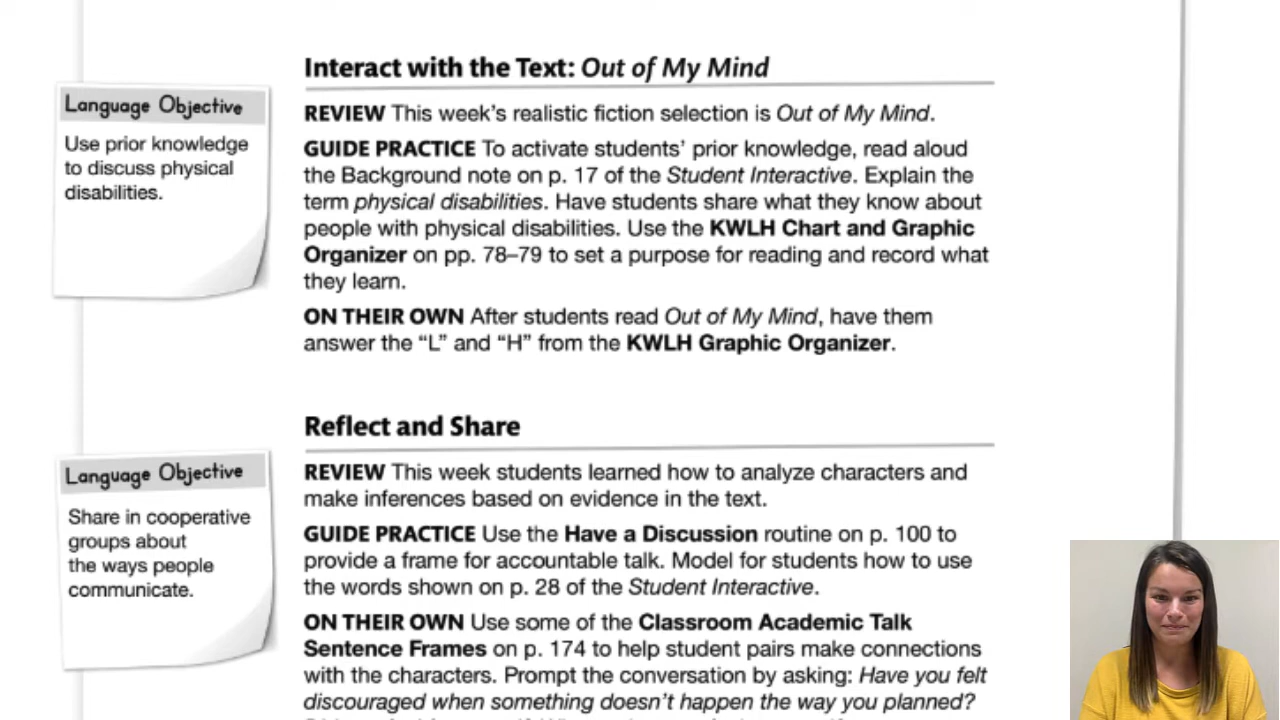 Interact with the Text: Out of My Mind
Language Objective
Use prior knowledge
to discuss physical
disabilities.
REVIEW This week's realistic fiction selection is Out of My Mind.
GUIDE PRACTICE To activate students' prior knowledge, read aloud
the Background note on p. 17 of the Student Interactive. Explain the
term physical disabilities. Have students share what they know about
people with physical disabilities. Use the KWLH Chart and Graphic
Organizer on pp. 78–79 to set a purpose for reading and record what
they learn.
ON THEIR OWN After students read Out of My Mind, have them
answer the “L” and “H” from the KWLH Graphic Organizer.
Reflect and Share
Language Objective
Share in cooperative
groups about
the ways people
communicate.
REVIEW This week students learned how to analyze characters and
make inferences based on evidence in the text.
GUIDE PRACTICE Use the Have a Discussion routine on p. 100 to
provide a frame for accountable talk. Model for students how to use
the words shown on p. 28 of the Student Interactive.
ON THEIR OWN Use some of the Classroom Academic Talk
Sentence Frames on p. 174 to help student pairs make connections
with the characters. Prompt the conversation by asking: Have you felt
discouraged when something doesn't happen the way you planned?